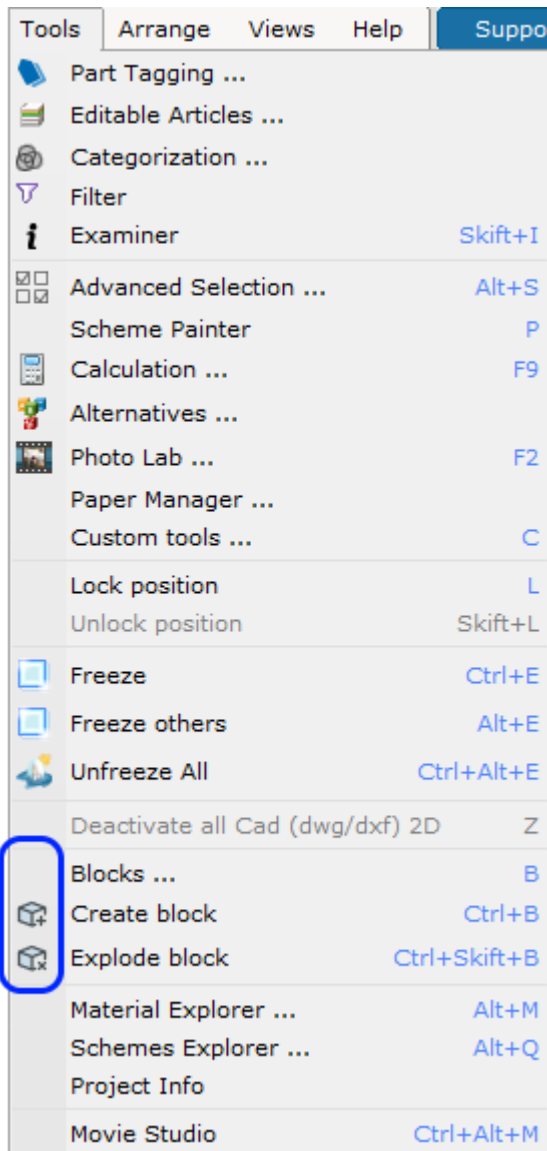 Tools Arrange Views Help Suppo
Part Tagging ...
Editable Articles ...
Categorization ...
Filter
Examiner Skift+I
Advanced Selection ... Alt+S
Scheme Painter P
Calculation ... F9
Alternatives ...
Photo Lab ... F2
Paper Manager ...
Custom tools ... C
Lock position L
Unlock position Skift+L
Freeze Ctrl+E
Freeze others Alt+E
Unfreeze All Ctrl+Alt+E
Deactivate all Cad (dwg/dxf) 2D Z
Blocks ... B
Create block Ctrl+B
Explode block Ctrl+Skift+B
Material Explorer ... Alt+M
Schemes Explorer ... Alt+Q
Project Info
Movie Studio Ctrl+Alt+M